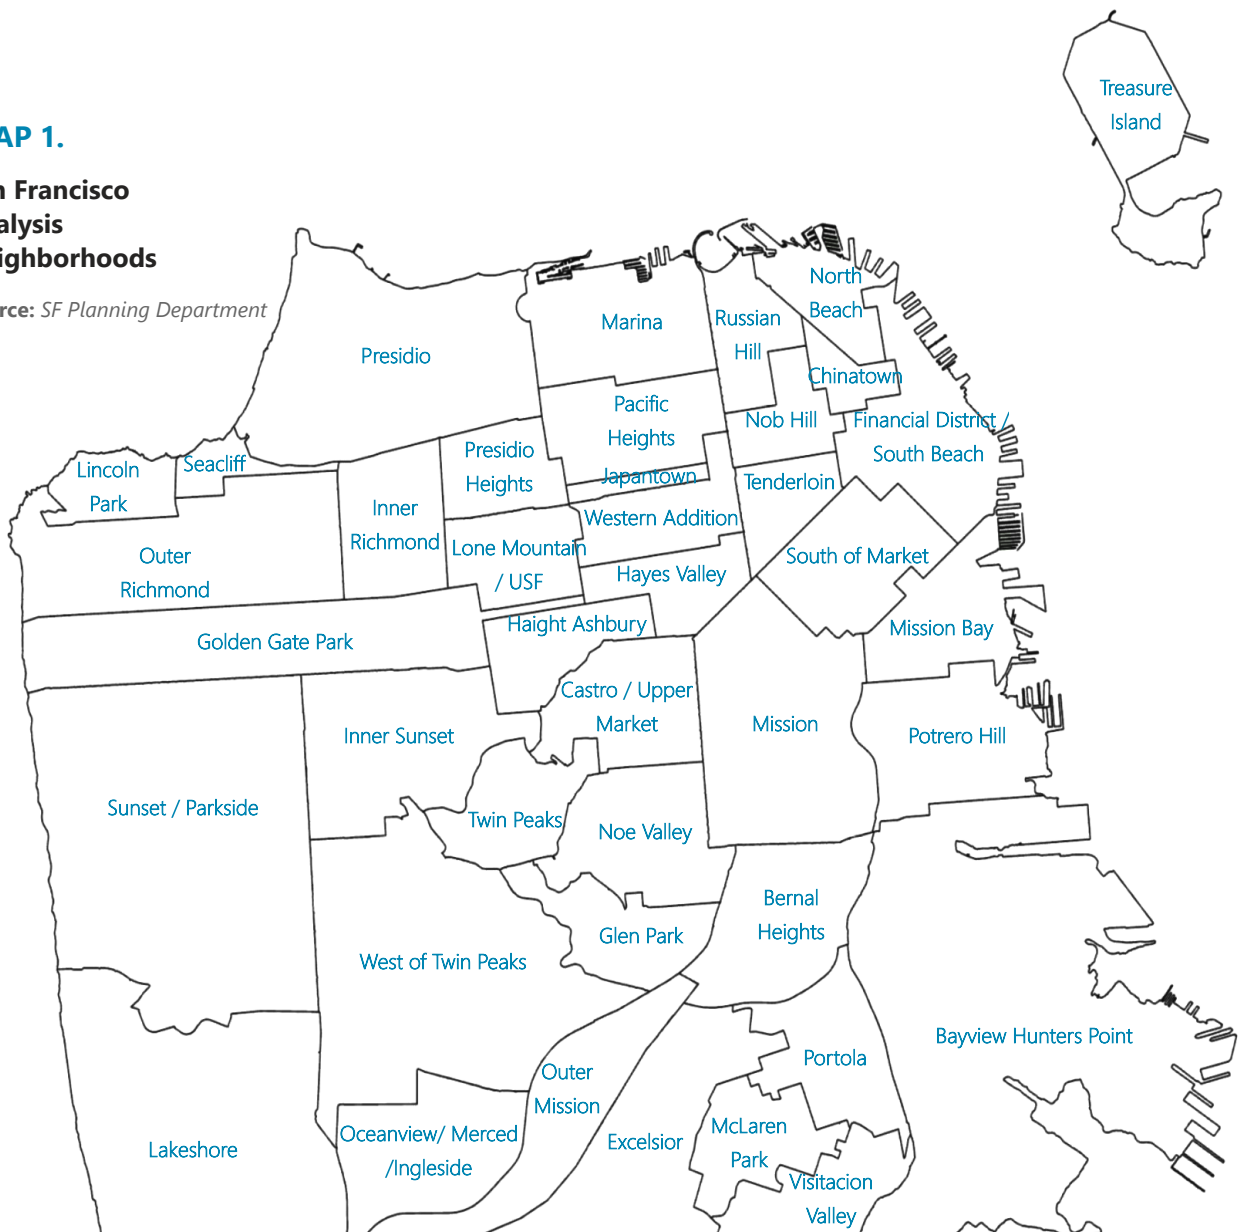 AP 1.
n Francisco
alysis
ighborhoods
rce: SF Planning Department
Treasure
Island
North
Beach
Marina
Russian
Hill
Presidio
Chinatown
Pacific
Heights
Nob Hill
Financial District /
South Beach
Presidio
Heights
Seacliff
Lincoln
Park
Japantown
Tenderloin
Inner
Richmond
Western Addition
Lone Mountain
/ USF
Outer
Richmond
South of Market
Hayes Valley
Haight Ashbury
Mission Bay
Golden Gate Park
Castro / Upper
Market
Mission
Inner Sunset
Potrero Hill
Sunset / Parkside
Twin Peaks
Noe Valley
Bernal
Heights
Glen Park
West of Twin Peaks
Bayview Hunters Point
Portola
Outer
Mission
McLaren
Park
Oceanview/ Merced
/Ingleside
Excelsior
Lakeshore
Visitacion
Valley